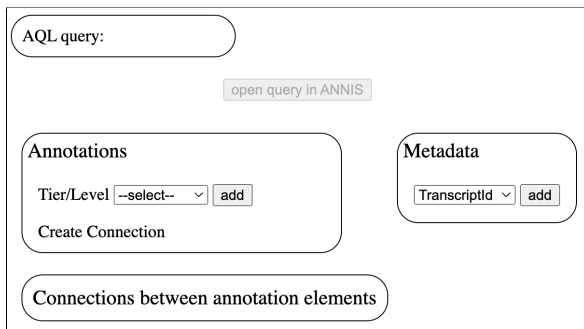 AQL query:
open query in ANNIS
Annotations
Tier/Level --select-- add
Create Connection
Metadata
TranscriptId add
Connections between annotation elements